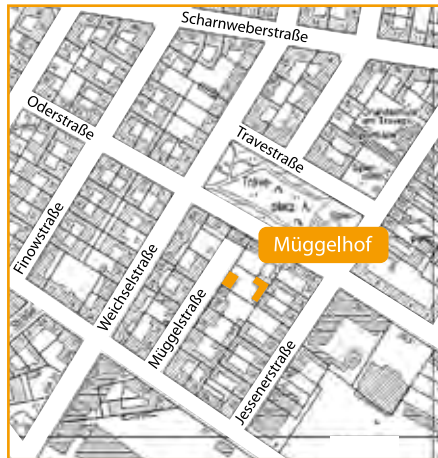 Scharnweberstraße
Oderstraße
Travestraße
Müggelhof
Finowstraße
Weichselstraße
Müggelstraße
Jessenerstraße